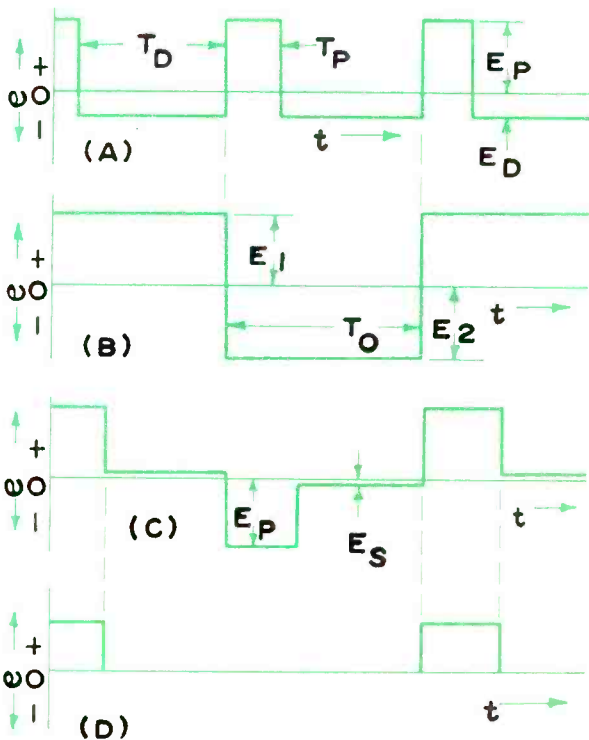 e
− O +
T_D
T_P
E_P
t
E_D
(A)
e
− O +
E_1
T_O
E_2
t
(B)
e
− O +
E_P
E_S
t
(C)
e
− O +
t
(D)